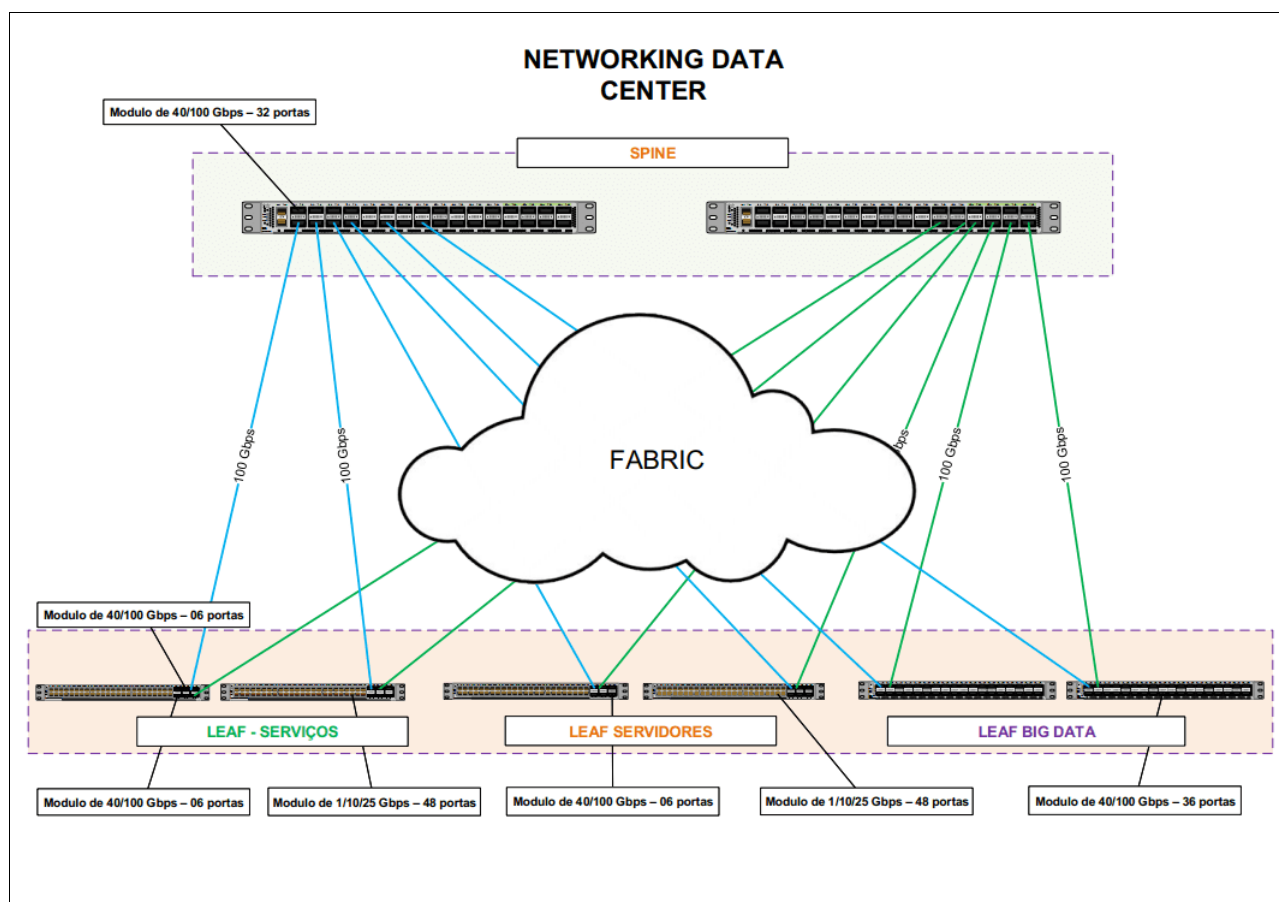 NETWORKING DATA
CENTER
Modulo de 40/100 Gbps – 32 portas
SPINE
100 Gbps
100 Gbps
FABRIC
bps
100 Gbps
100 Gbps
Modulo de 40/100 Gbps – 06 portas
LEAF - SERVIÇOS
LEAF SERVIDORES
LEAF BIG DATA
Modulo de 40/100 Gbps – 06 portas
Modulo de 1/10/25 Gbps – 48 portas
Modulo de 40/100 Gbps – 06 portas
Modulo de 1/10/25 Gbps – 48 portas
Modulo de 40/100 Gbps – 36 portas